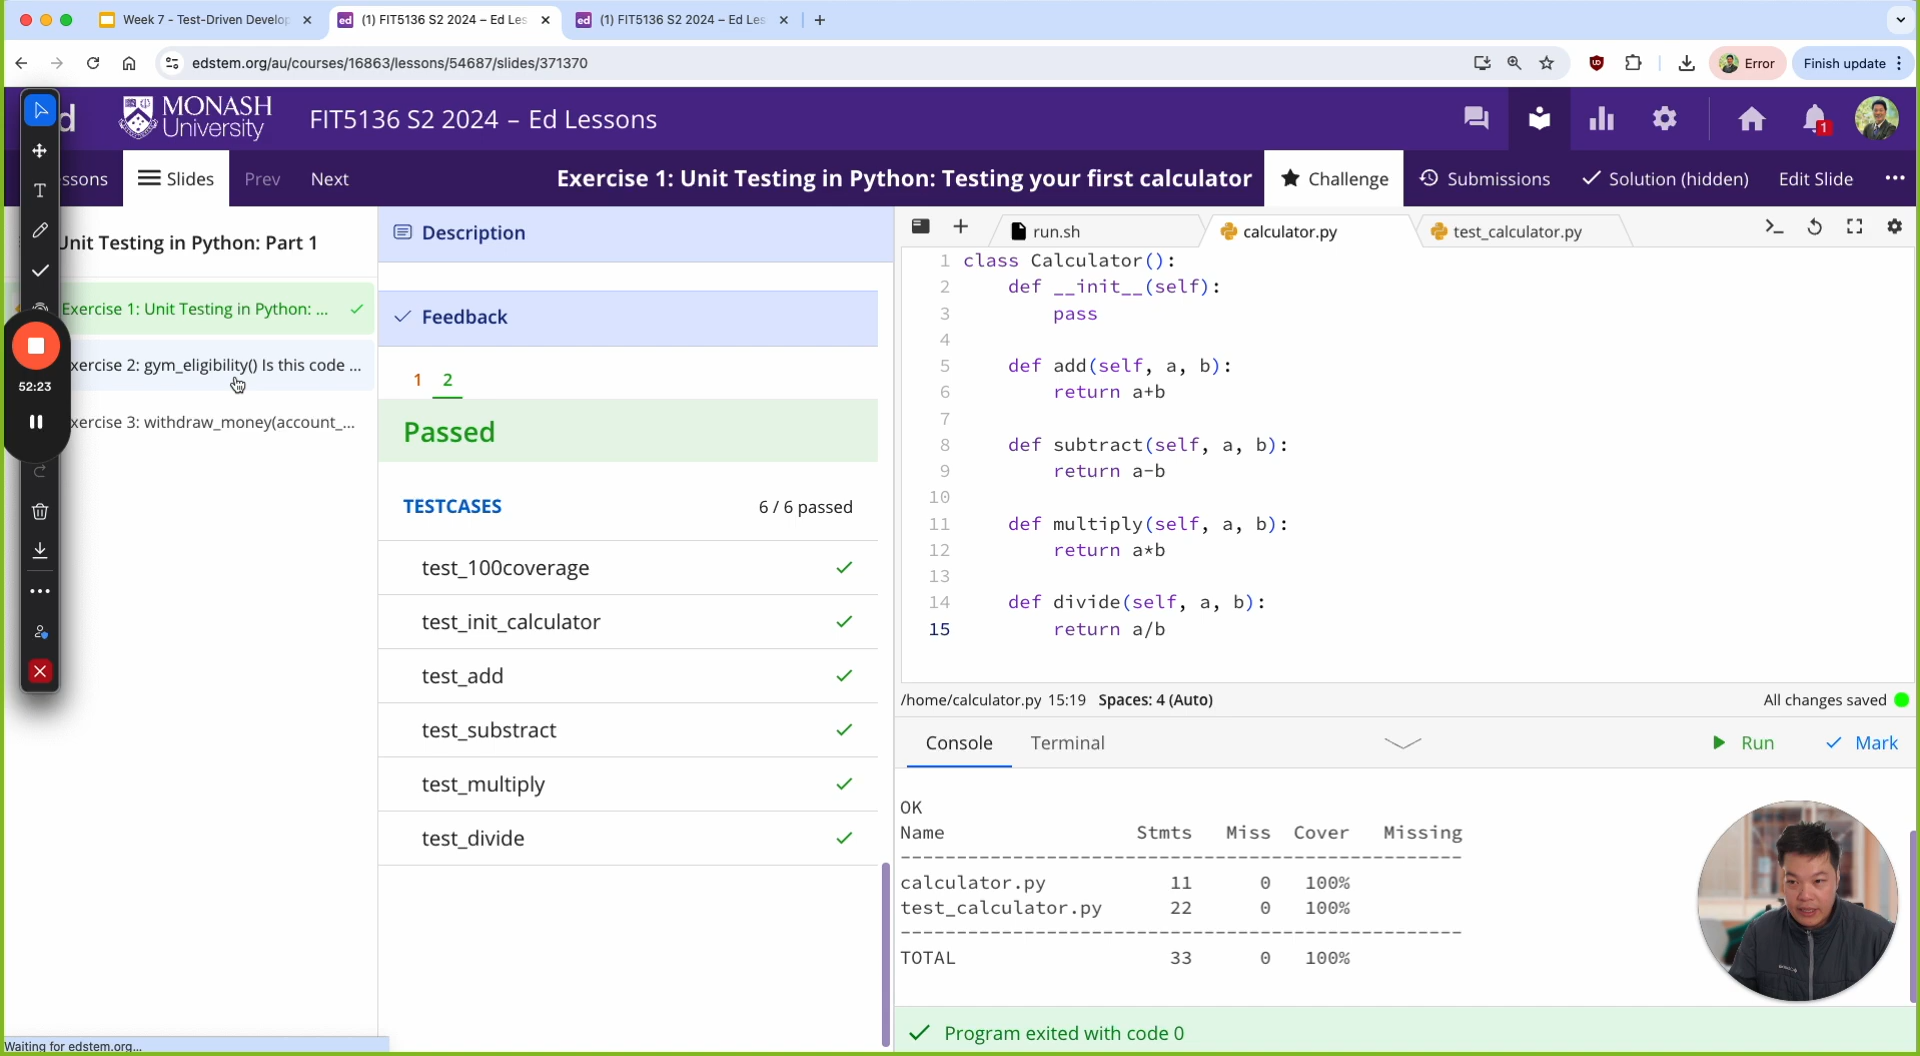 Week 7 - Test-Driven Develop
(1) FIT5136 S2 2024 – Ed Les
(1) FIT5136 S2 2024 – Ed Les
edstem.org/au/courses/16863/lessons/54687/slides/371370
Error
Finish update
d
MONASH
University
FIT5136 S2 2024 – Ed Lessons
1
ssons
Slides
Prev
Next
Exercise 1: Unit Testing in Python: Testing your first calculator
Challenge
Submissions
Solution (hidden)
Edit Slide
Unit Testing in Python: Part 1
Exercise 1: Unit Testing in Python: ...
xercise 2: gym_eligibility() Is this code ...
xercise 3: withdraw_money(account_...
52:23
Description
Feedback
1 2
Passed
TESTCASES 6 / 6 passed
test_100coverage
test_init_calculator
test_add
test_substract
test_multiply
test_divide
run.sh
calculator.py
test_calculator.py
1 class Calculator():
2 def __init__(self):
3 pass
4
5 def add(self, a, b):
6 return a+b
7
8 def subtract(self, a, b):
9 return a-b
10
11 def multiply(self, a, b):
12 return a*b
13
14 def divide(self, a, b):
15 return a/b
/home/calculator.py 15:19 Spaces: 4 (Auto)
All changes saved
Console
Terminal
Run
Mark
OK
Name Stmts Miss Cover Missing
--------------------------------------------------
calculator.py 11 0 100%
test_calculator.py 22 0 100%
--------------------------------------------------
TOTAL 33 0 100%
Program exited with code 0
Waiting for edstem.org...